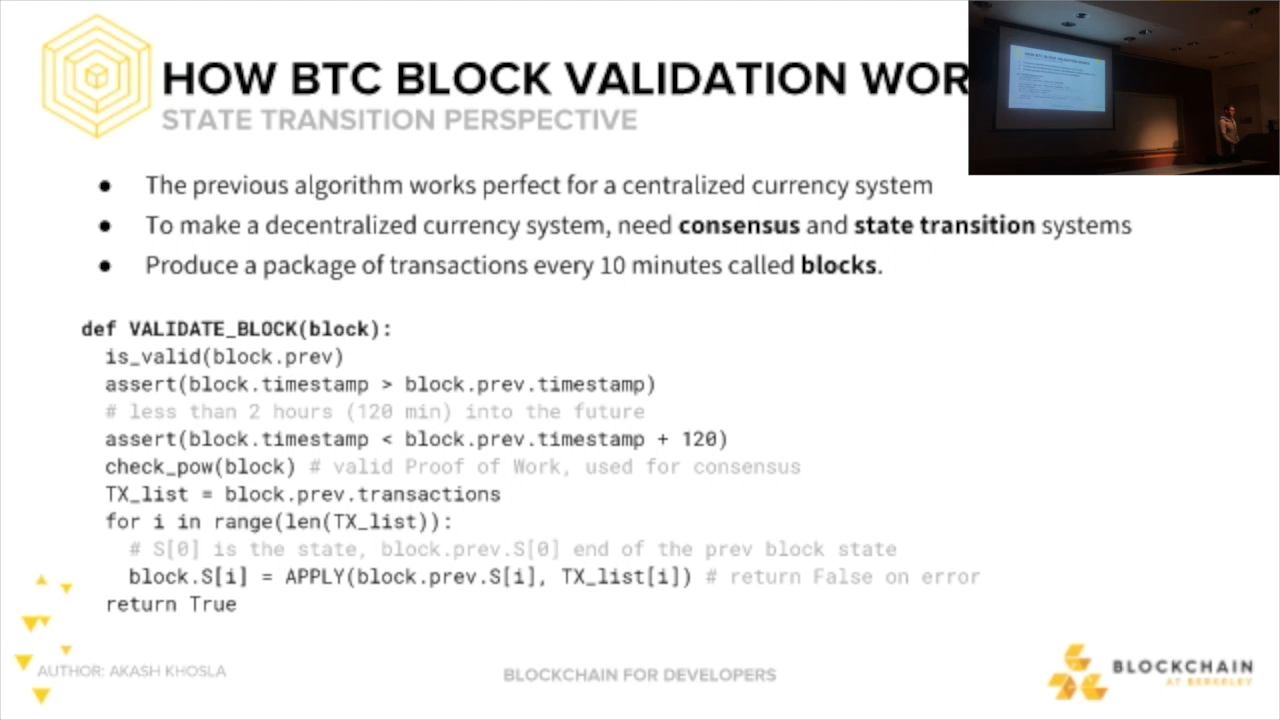 HOW BTC BLOCK VALIDATION WOR
STATE TRANSITION PERSPECTIVE
● The previous algorithm works perfect for a centralized currency system
● To make a decentralized currency system, need consensus and state transition systems
● Produce a package of transactions every 10 minutes called blocks.
def VALIDATE_BLOCK(block):
is_valid(block.prev)
assert(block.timestamp > block.prev.timestamp)
# less than 2 hours (120 min) into the future
assert(block.timestamp < block.prev.timestamp + 120)
check_pow(block) # valid Proof of Work, used for consensus
TX_list = block.prev.transactions
for i in range(len(TX_list)):
# S[0] is the state, block.prev.S[0] end of the prev block state
block.S[i] = APPLY(block.prev.S[i], TX_list[i]) # return False on error
return True
AUTHOR: AKASH KHOSLA
BLOCKCHAIN FOR DEVELOPERS
BLOCKCHAIN
AT BERKELEY